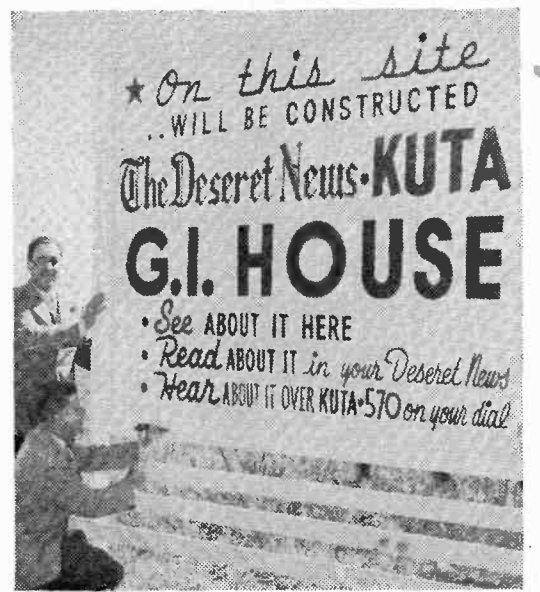 ★ On this site
..WILL BE CONSTRUCTED
The Deseret News•KUTA
G.I. HOUSE
• See ABOUT IT HERE
• Read ABOUT IT in your Deseret News
• Hear ABOUT IT OVER KUTA•570 on your dial